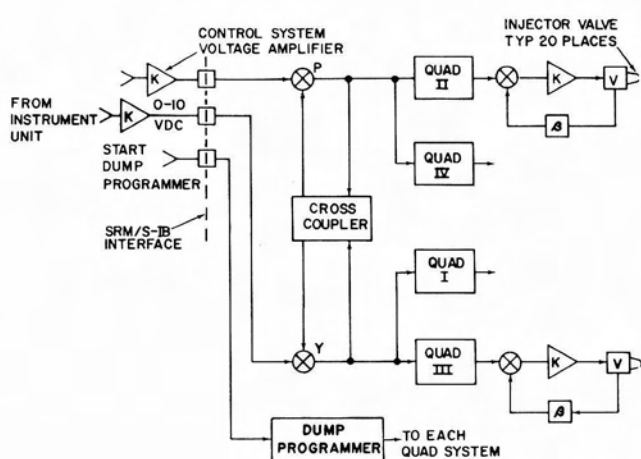 CONTROL SYSTEM
VOLTAGE AMPLIFIER
INJECTOR VALVE
TYP 20 PLACES
K
I
P
QUAD
II
K
V
β
FROM
INSTRUMENT
UNIT
K
0-10
VDC
I
START
DUMP
PROGRAMMER
I
QUAD
IV
SRM/S-IB
INTERFACE
CROSS
COUPLER
QUAD
I
Y
QUAD
III
K
V
β
DUMP
PROGRAMMER
TO EACH
QUAD SYSTEM